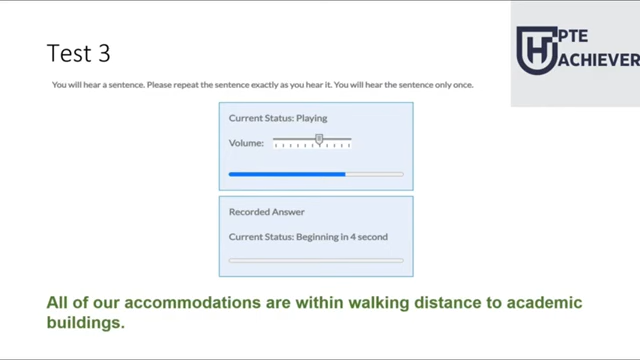 PTE
ACHIEVER
Test 3
You will hear a sentence. Please repeat the sentence exactly as you hear it. You will hear the sentence only once.
Current Status: Playing
Volume:
Recorded Answer
Current Status: Beginning in 4 second
All of our accommodations are within walking distance to academic
buildings.